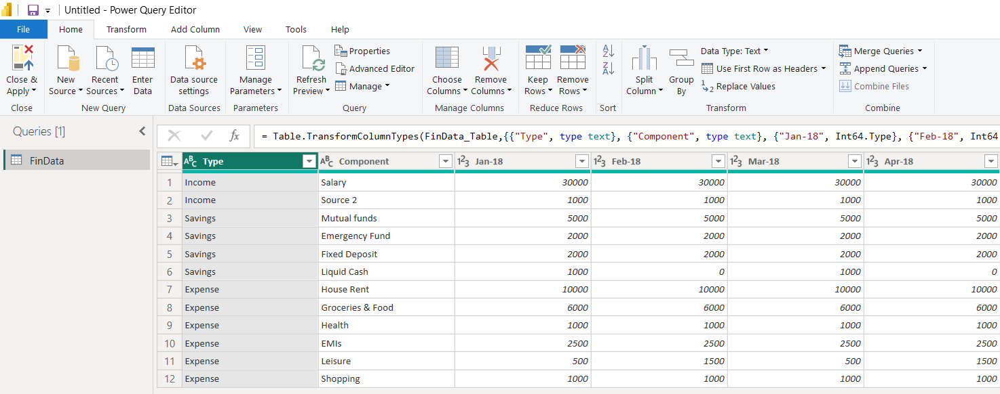 Untitled - Power Query Editor
File Home Transform Add Column View Tools Help
Close & Apply
New Source
Recent Sources
Enter Data
Data source settings
Manage Parameters
Refresh Preview
Properties
Advanced Editor
Manage
Choose Columns
Remove Columns
Keep Rows
Remove Rows
A Z
Z A
Split Column
Group By
Data Type: Text
Use First Row as Headers
1 2 Replace Values
Merge Queries
Append Queries
Combine Files
Close New Query Data Sources Parameters Query Manage Columns Reduce Rows Sort Transform Combine
Queries [1]
FinData
fx = Table.TransformColumnTypes(FinData_Table,{{"Type", type text}, {"Component", type text}, {"Jan-18", Int64.Type}, {"Feb-18", Int64
ABC Type ABC Component 123 Jan-18 123 Feb-18 123 Mar-18 123 Apr-18
1 Income Salary 30000 30000 30000 30000
2 Income Source 2 1000 1000 1000 1000
3 Savings Mutual funds 5000 5000 5000 5000
4 Savings Emergency Fund 2000 2000 2000 2000
5 Savings Fixed Deposit 2000 2000 2000 2000
6 Savings Liquid Cash 1000 0 1000 0
7 Expense House Rent 10000 10000 10000 10000
8 Expense Groceries & Food 6000 6000 6000 6000
9 Expense Health 1000 1000 1000 1000
10 Expense EMIs 2500 2500 2500 2500
11 Expense Leisure 500 1500 500 1500
12 Expense Shopping 1000 1000 1000 1000